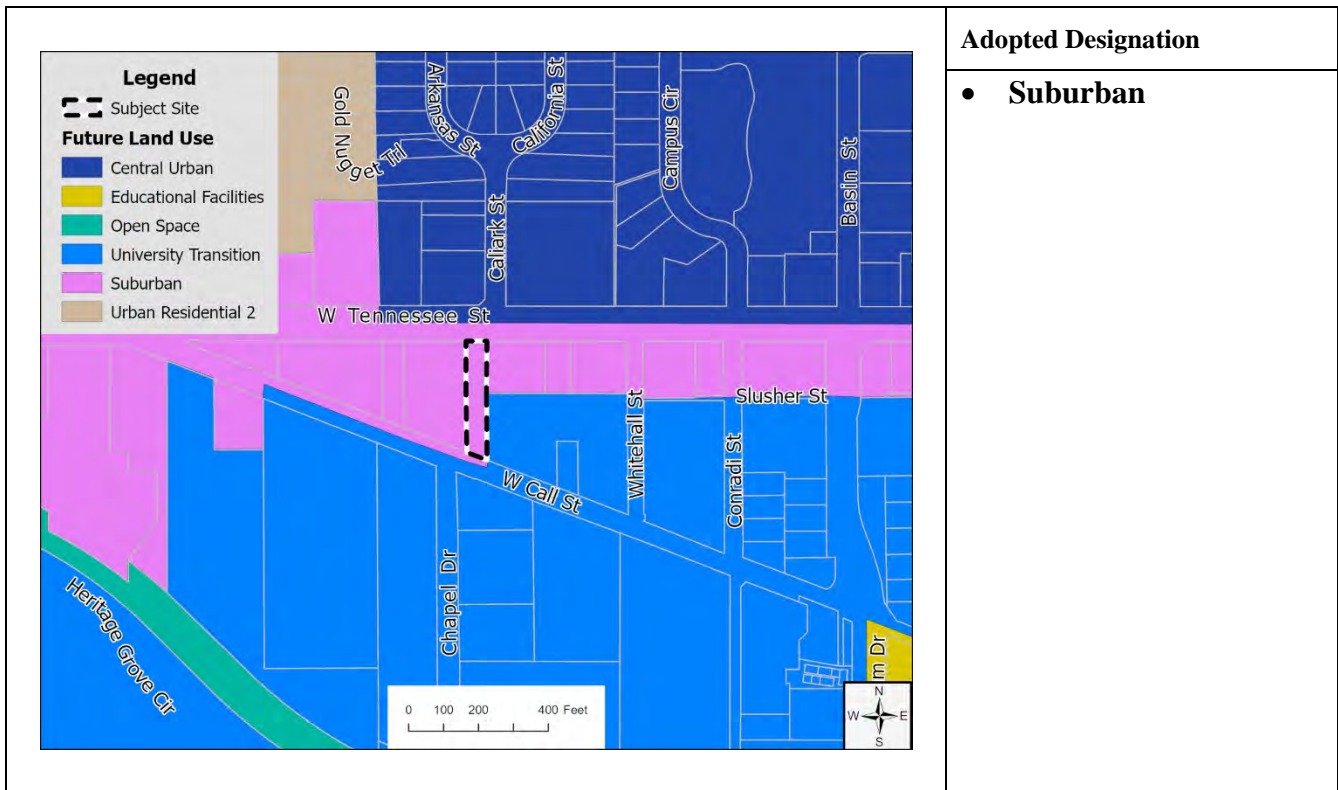 Adopted Designation
• Suburban
Legend
Subject Site
Future Land Use
Central Urban
Educational Facilities
Open Space
University Transition
Suburban
Urban Residential 2
Gold Nugget Trl
Arkansas St
California St
Campus Cir
Basin St
Caliark St
W Tennessee St
Slusher St
Whitehall St
Conradi St
W Call St
Chapel Dr
Heritage Grove Cir
m Dr
0 100 200 400 Feet
N
W E
S